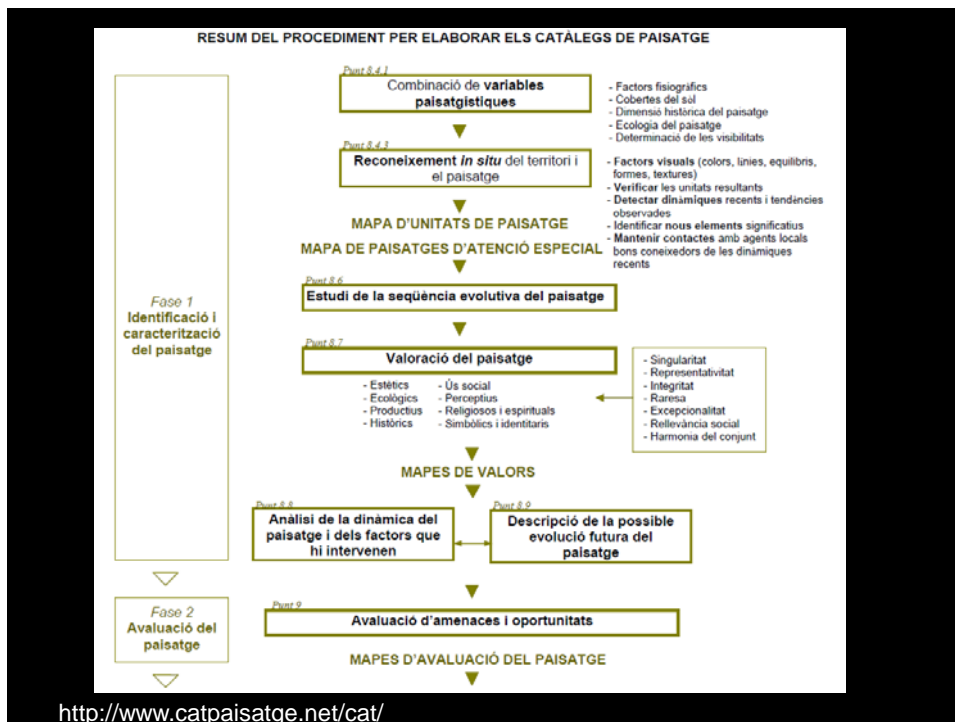 RESUM DEL PROCEDIMENT PER ELABORAR ELS CATÀLEGS DE PAISATGE
Punt 8.4.1
Combinació de variables
paisatgístiques
- Factors fisiogràfics
- Cobertes del sòl
- Dimensió històrica del paisatge
- Ecologia del paisatge
- Determinació de les visibilitats
Punt 8.4.3
Reconeixement in situ del territori i
el paisatge
- Factors visuals (colors, línies, equilibris,
formes, textures)
- Verificar les unitats resultants
- Detectar dinàmiques recents i tendències
observades
- Identificar nous elements significatius
- Mantenir contactes amb agents locals
bons coneixedors de les dinàmiques
recents
MAPA D'UNITATS DE PAISATGE
MAPA DE PAISATGES D'ATENCIÓ ESPECIAL
Punt 8.6
Estudi de la seqüència evolutiva del paisatge
Fase 1
Identificació i
caracterització
del paisatge
Punt 8.7
Valoració del paisatge
- Estètics
- Ecològics
- Productius
- Històrics
- Ús social
- Perceptius
- Religiosos i espirituals
- Simbòlics i identitaris
- Singularitat
- Representativitat
- Integritat
- Raresa
- Excepcionalitat
- Rellevància social
- Harmonia del conjunt
MAPES DE VALORS
Punt 8.8
Anàlisi de la dinàmica del
paisatge i dels factors que
hi intervenen
Punt 8.9
Descripció de la possible
evolució futura del
paisatge
Fase 2
Avaluació del
paisatge
Punt 9
Avaluació d'amenaces i oportunitats
MAPES D'AVALUACIÓ DEL PAISATGE
http://www.catpaisatge.net/cat/